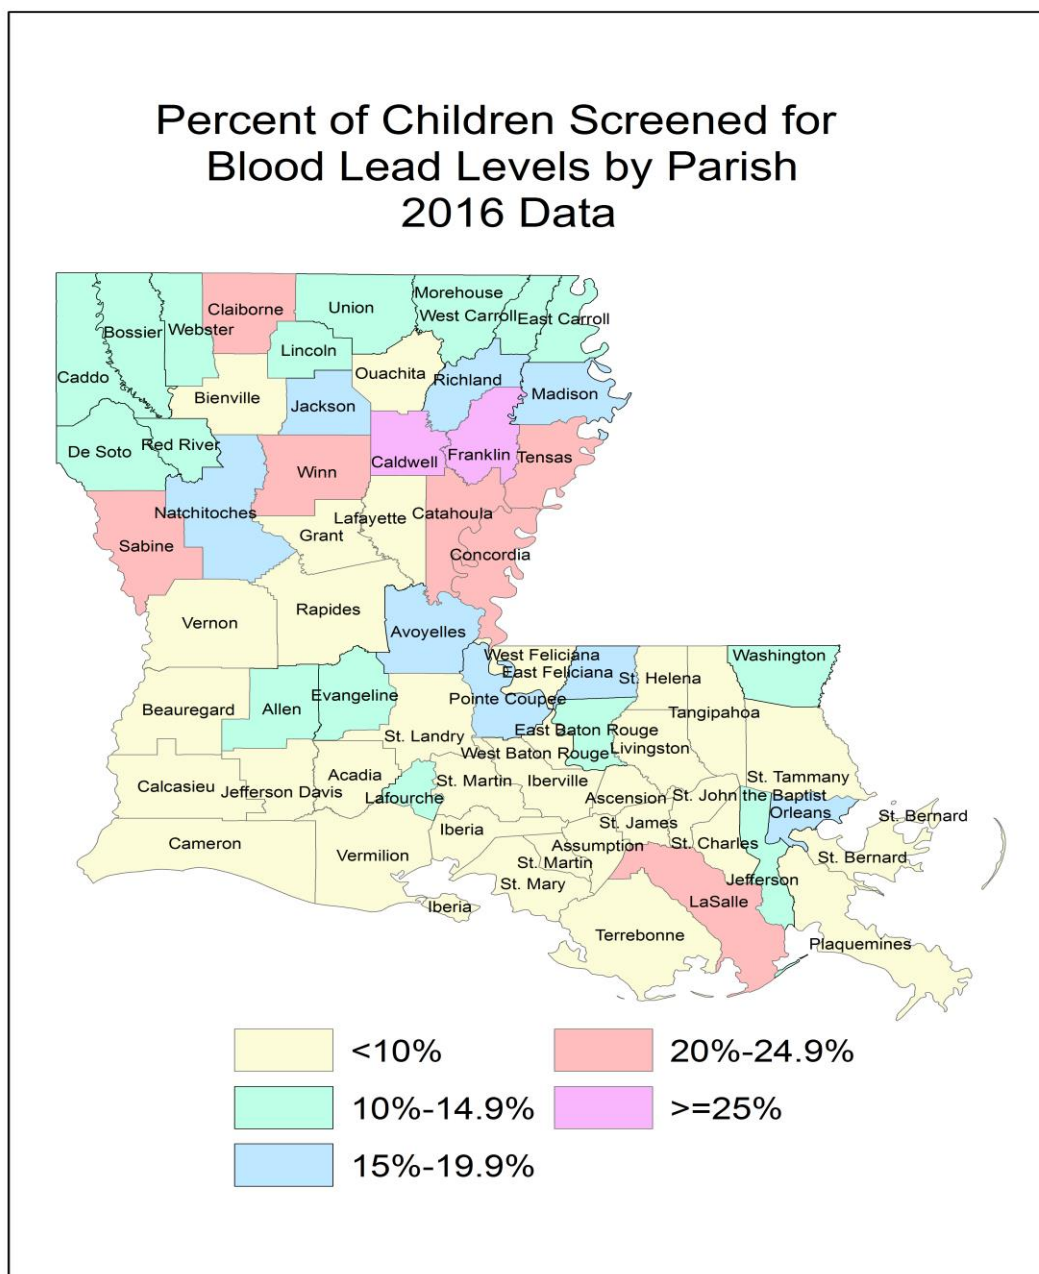 Percent of Children Screened for
Blood Lead Levels by Parish
2016 Data
Claiborne
Union
Morehouse
West Carroll
East Carroll
Bossier
Webster
Lincoln
Caddo
Ouachita
Richland
Madison
Bienville
Jackson
De Soto
Red River
Caldwell
Franklin
Tensas
Winn
Natchitoches
Lafayette
Catahoula
Sabine
Grant
Concordia
Vernon
Rapides
Avoyelles
West Feliciana
East Feliciana
St. Helena
Washington
Beauregard
Allen
Evangeline
Pointe Coupee
Tangipahoa
St. Landry
East Baton Rouge
West Baton Rouge
Livingston
Calcasieu
Jefferson Davis
Acadia
Lafourche
St. Martin
Iberville
Ascension
St. Tammany
St. John the Baptist
Orleans
St. Bernard
Cameron
Vermilion
Iberia
St. James
Assumption
St. Charles
St. Martin
St. Mary
St. Bernard
Jefferson
Iberia
LaSalle
Terrebonne
Plaquemines
<10%
20%-24.9%
10%-14.9%
>=25%
15%-19.9%